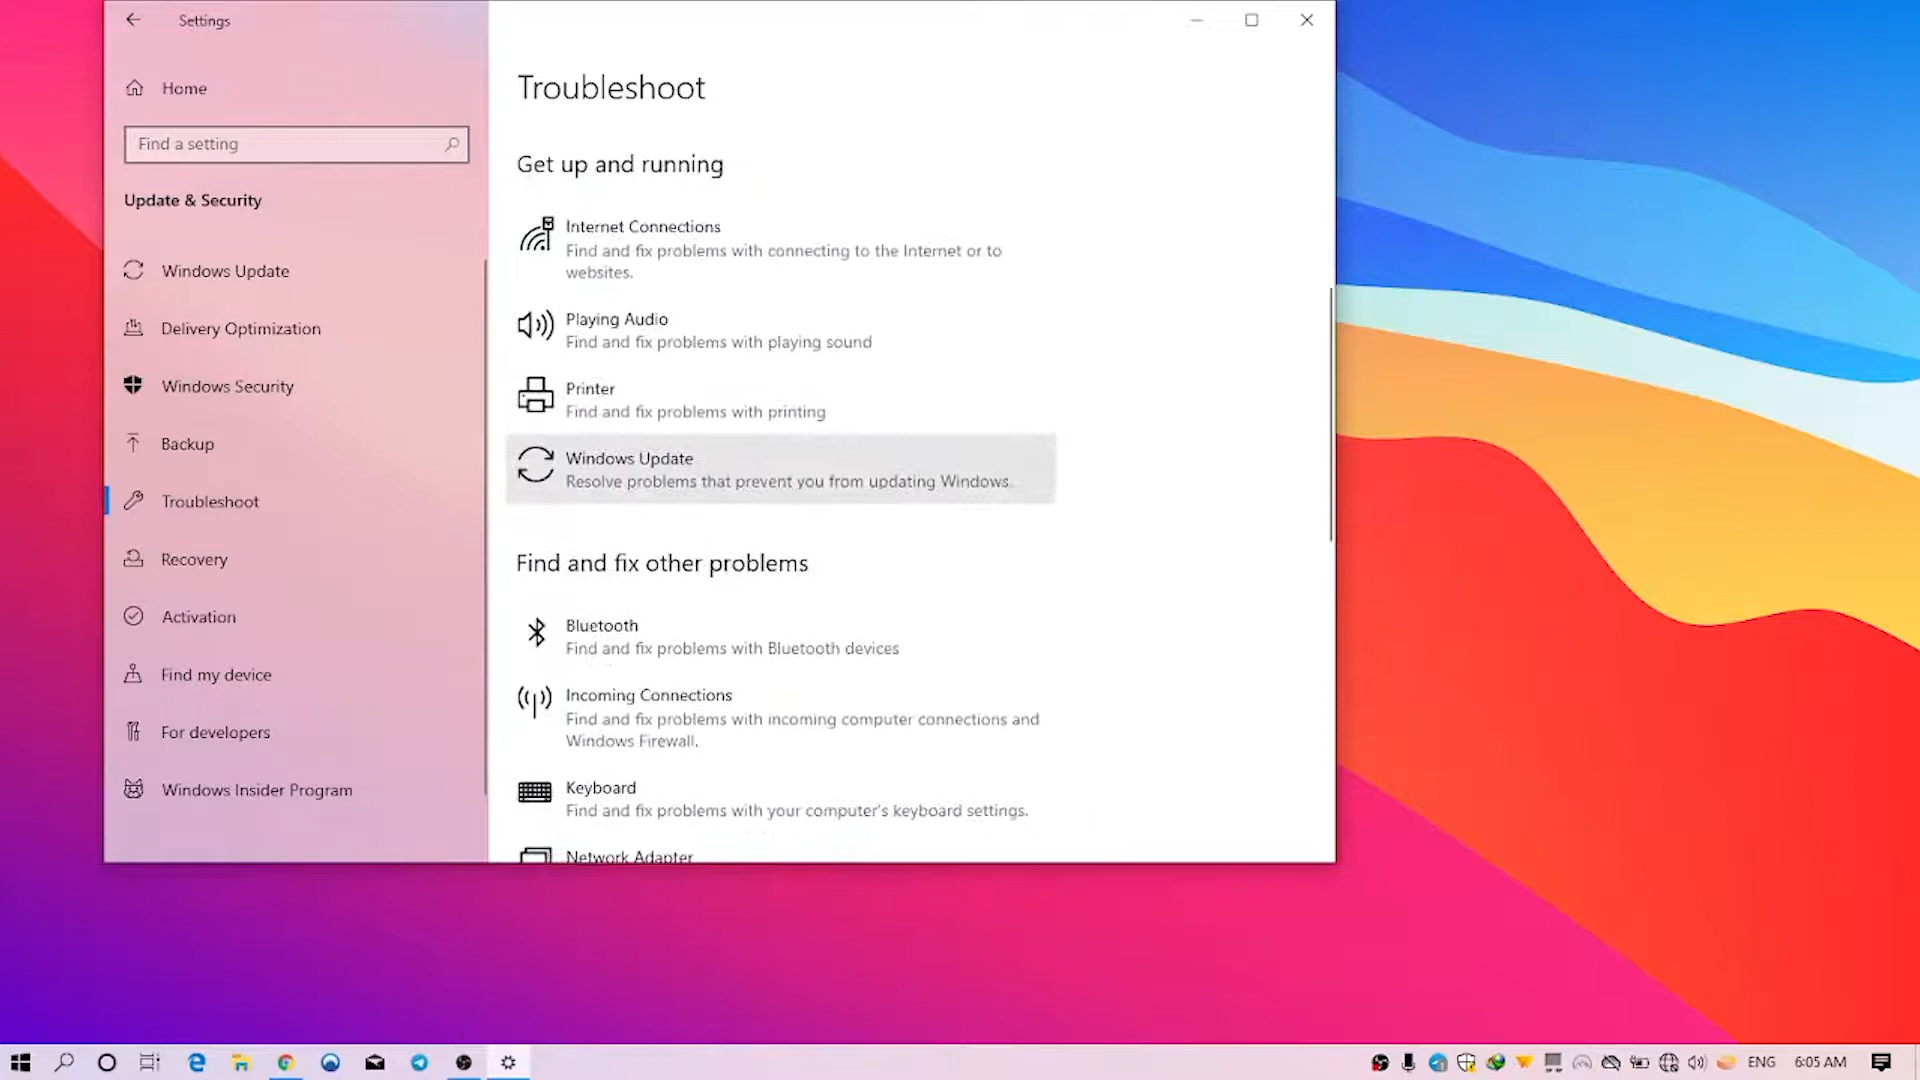 Settings
Home
Find a setting
Update & Security
Windows Update
Delivery Optimization
Windows Security
Backup
Troubleshoot
Recovery
Activation
Find my device
For developers
Windows Insider Program
Troubleshoot
Get up and running
Internet Connections
Find and fix problems with connecting to the Internet or to
websites.
Playing Audio
Find and fix problems with playing sound
Printer
Find and fix problems with printing
Windows Update
Resolve problems that prevent you from updating Windows.
Find and fix other problems
Bluetooth
Find and fix problems with Bluetooth devices
Incoming Connections
Find and fix problems with incoming computer connections and
Windows Firewall.
Keyboard
Find and fix problems with your computer's keyboard settings.
Network Adapter
ENG
6:05 AM